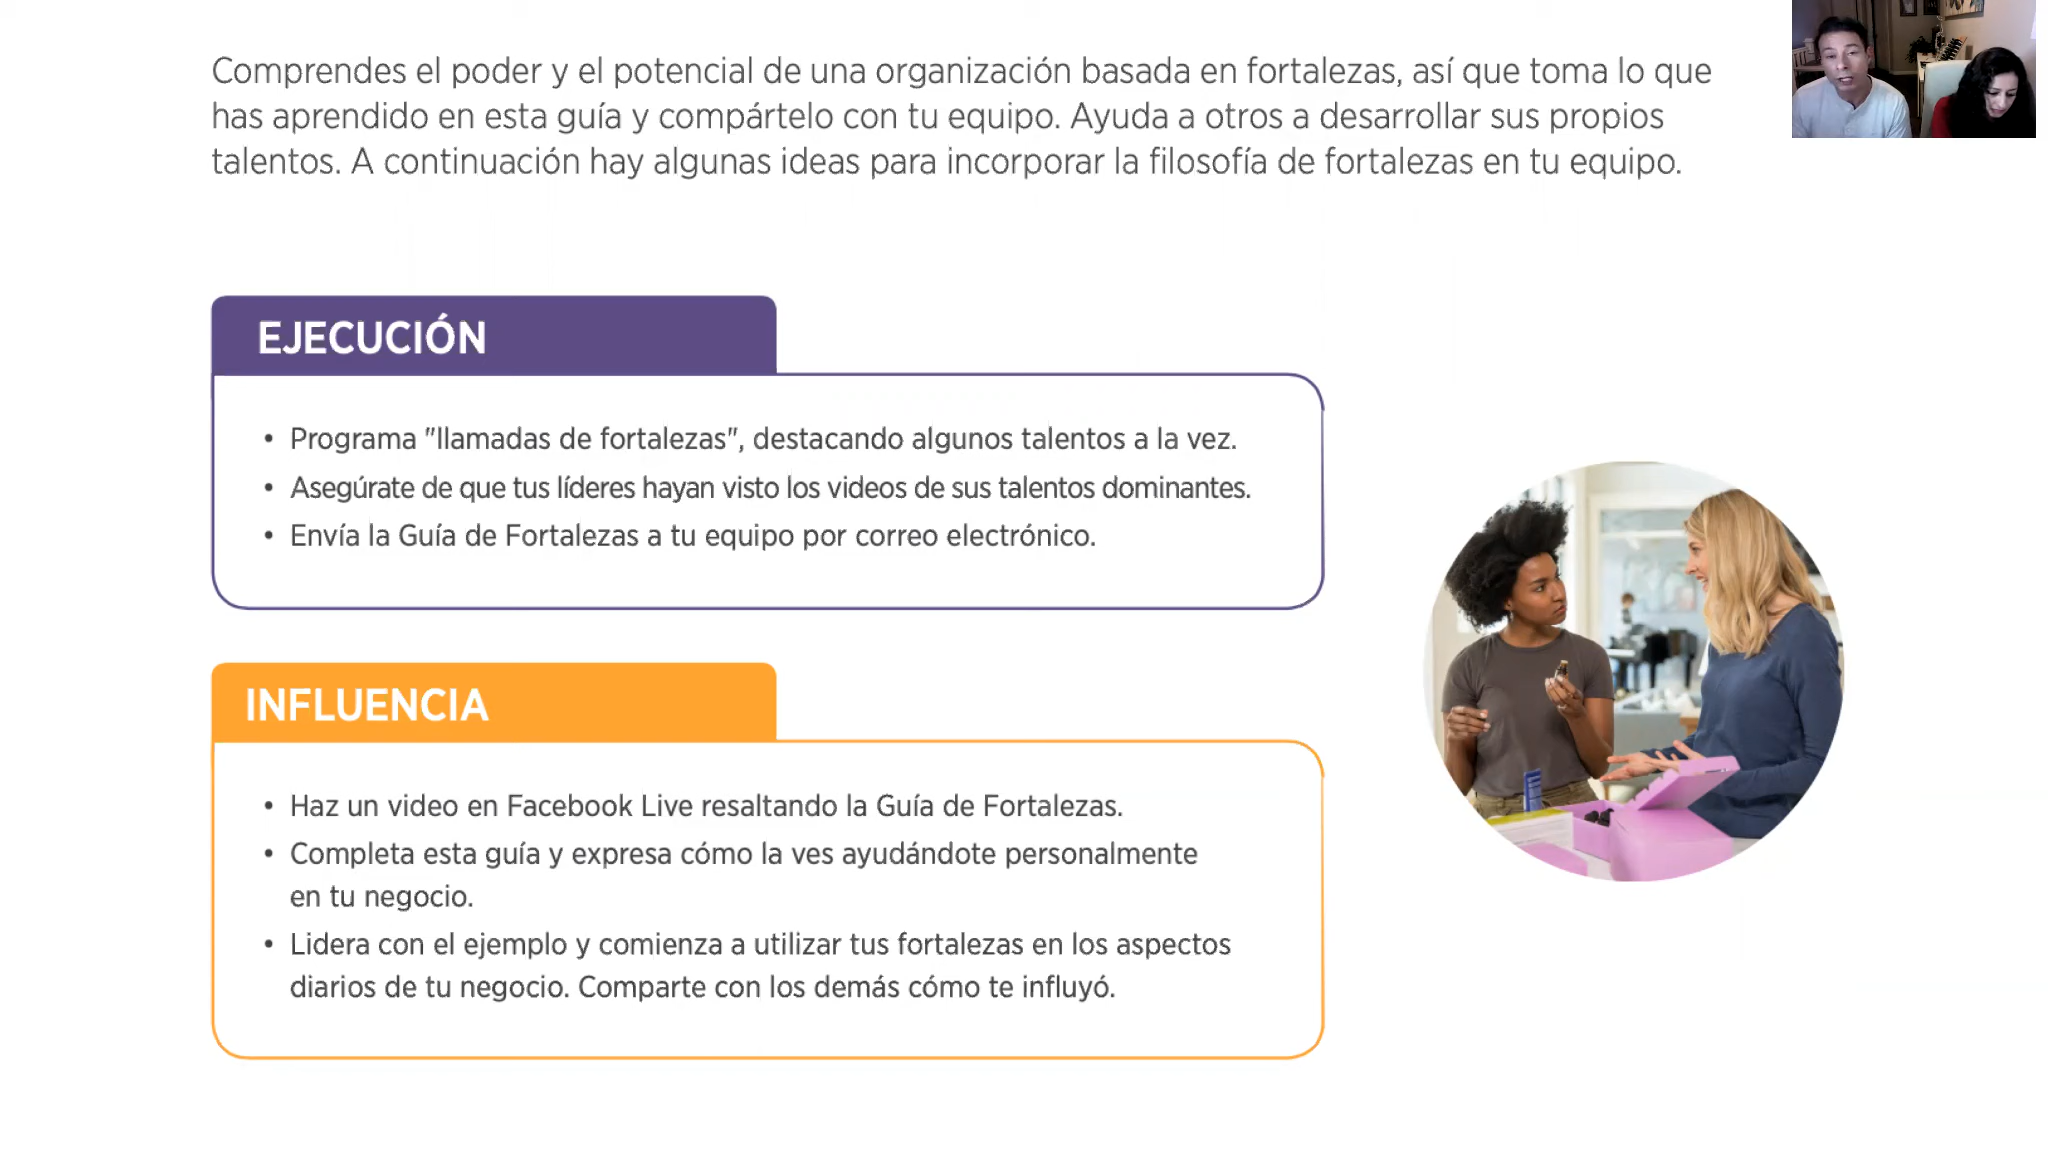 Comprendes el poder y el potencial de una organización basada en fortalezas, así que toma lo que
has aprendido en esta guía y compártelo con tu equipo. Ayuda a otros a desarrollar sus propios
talentos. A continuación hay algunas ideas para incorporar la filosofía de fortalezas en tu equipo.
EJECUCIÓN
• Programa "llamadas de fortalezas", destacando algunos talentos a la vez.
• Asegúrate de que tus líderes hayan visto los videos de sus talentos dominantes.
• Envía la Guía de Fortalezas a tu equipo por correo electrónico.
INFLUENCIA
• Haz un video en Facebook Live resaltando la Guía de Fortalezas.
• Completa esta guía y expresa cómo la ves ayudándote personalmente
en tu negocio.
• Lidera con el ejemplo y comienza a utilizar tus fortalezas en los aspectos
diarios de tu negocio. Comparte con los demás cómo te influyó.